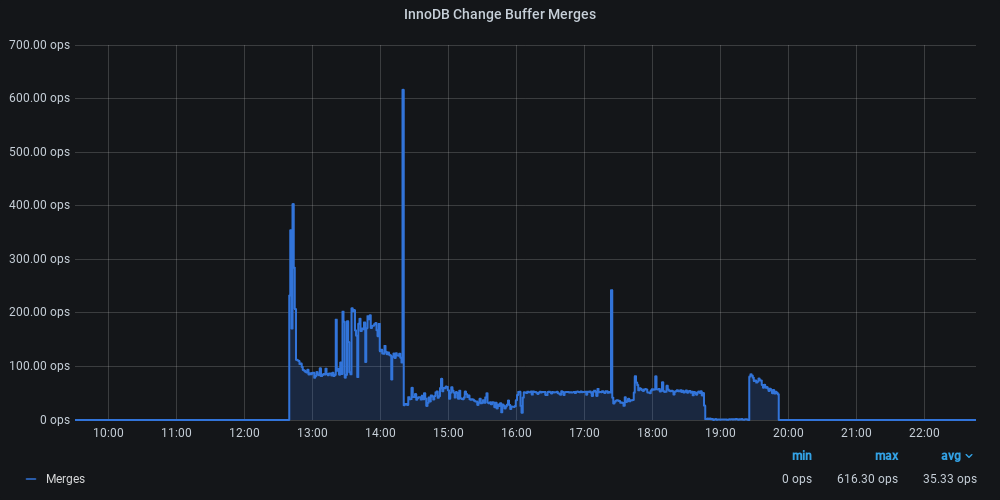 InnoDB Change Buffer Merges
700.00 ops
600.00 ops
500.00 ops
400.00 ops
300.00 ops
200.00 ops
100.00 ops
0 ops
10:00 11:00 12:00 13:00 14:00 15:00 16:00 17:00 18:00 19:00 20:00 21:00 22:00
min max avg
Merges 0 ops 616.30 ops 35.33 ops